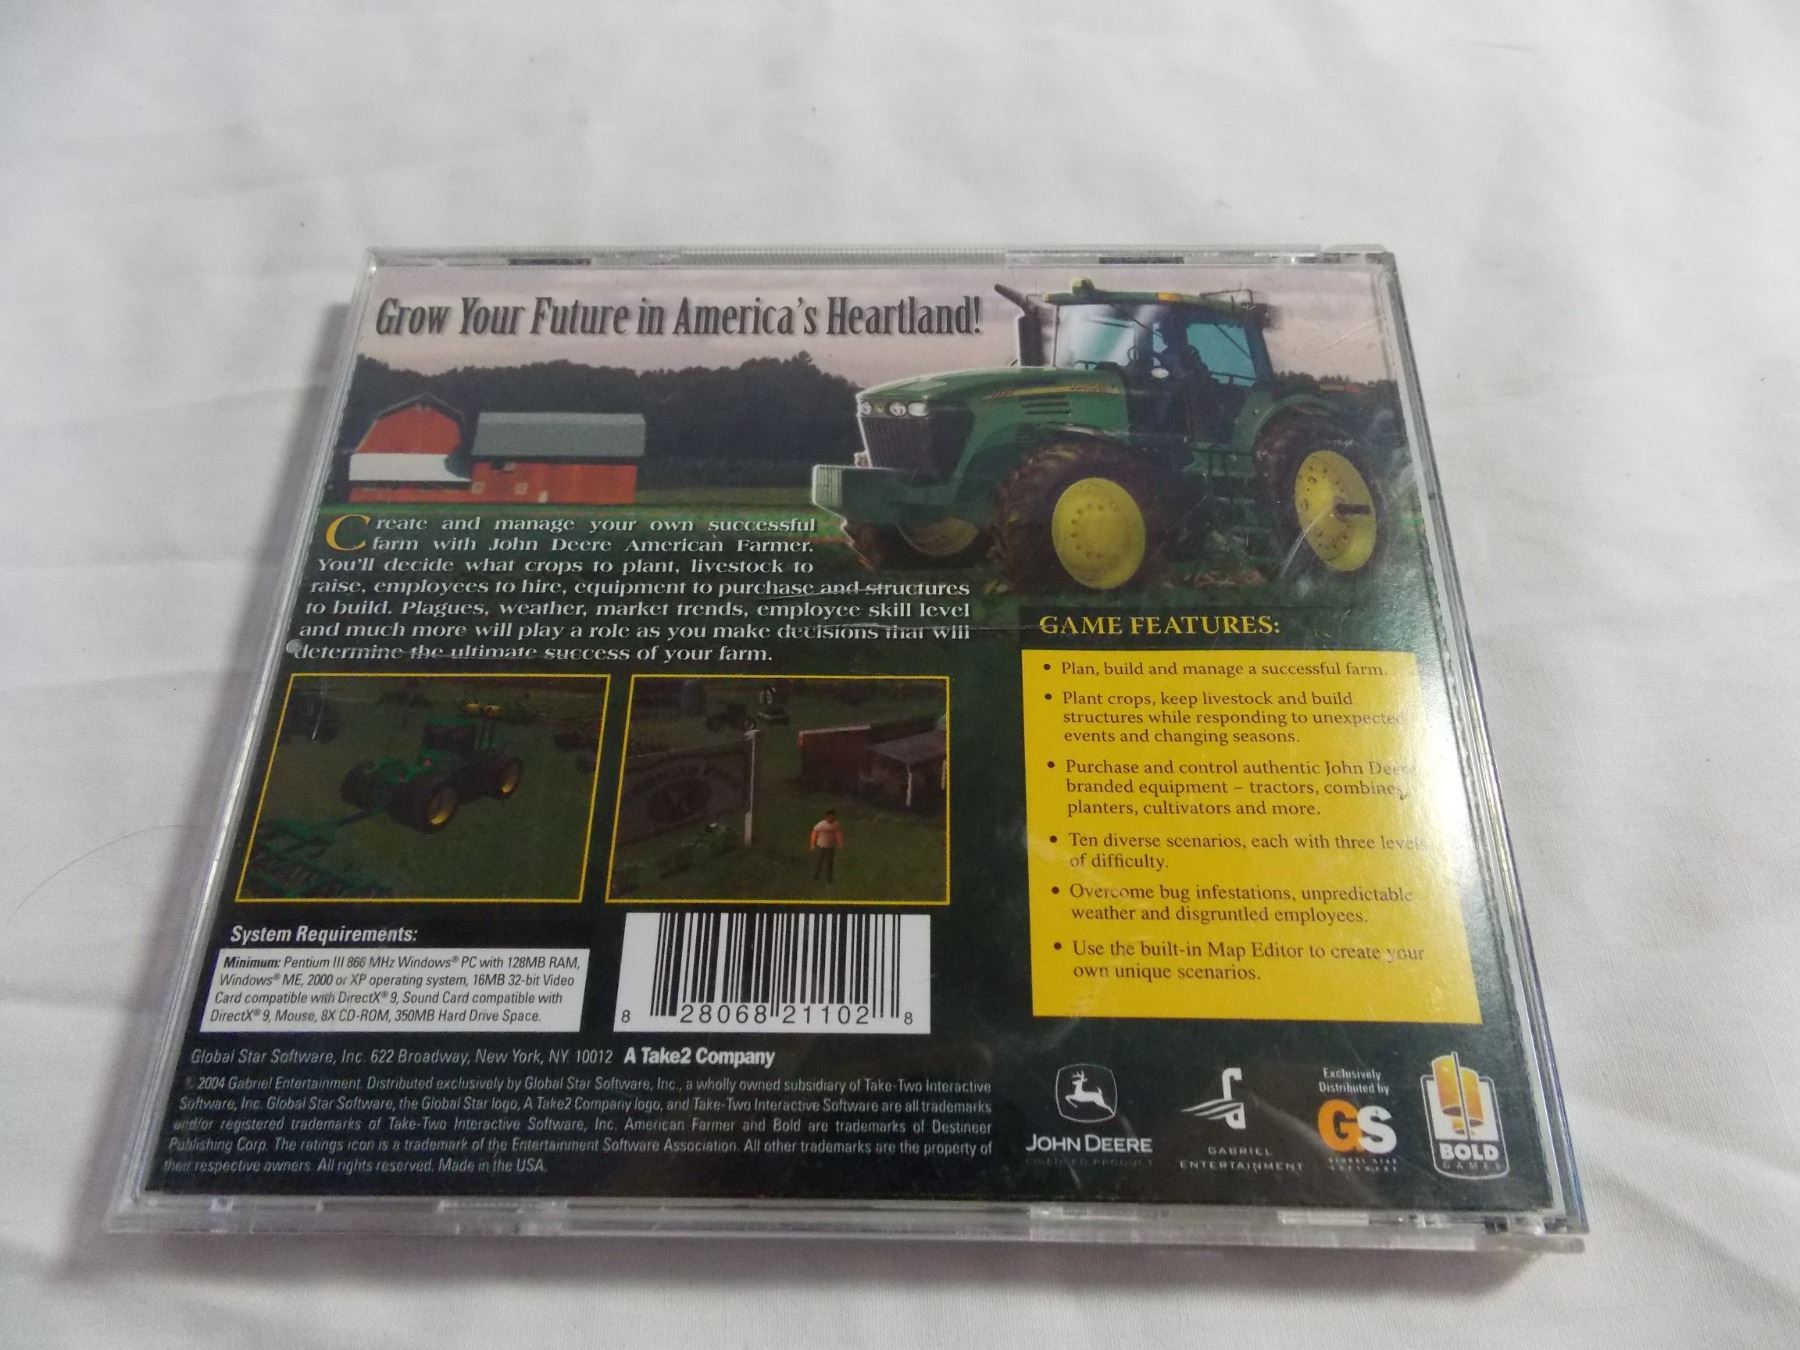 Grow Your Future in America's Heartland!
Create and manage your own successful
farm with John Deere American Farmer.
You'll decide what crops to plant, livestock to
raise, employees to hire, equipment to purchase and structures
to build. Plagues, weather, market trends, employee skill level
and much more will play a role as you make decisions that will
determine the ultimate success of your farm.
GAME FEATURES:
• Plan, build and manage a successful farm.
• Plant crops, keep livestock and build
structures while responding to unexpected
events and changing seasons.
• Purchase and control authentic John Deere
branded equipment – tractors, combines,
planters, cultivators and more.
• Ten diverse scenarios, each with three levels
of difficulty.
• Overcome bug infestations, unpredictable
weather and disgruntled employees.
• Use the built-in Map Editor to create your
own unique scenarios.
System Requirements:
Minimum: Pentium III 866 MHz Windows® PC with 128MB RAM,
Windows® ME, 2000 or XP operating system, 16MB 32-bit Video
Card compatible with DirectX® 9, Sound Card compatible with
DirectX® 9, Mouse, 8X CD-ROM, 350MB Hard Drive Space.
8 28068 21102 8
Global Star Software, Inc. 622 Broadway, New York, NY 10012 A Take2 Company
© 2004 Gabriel Entertainment. Distributed exclusively by Global Star Software, Inc., a wholly owned subsidiary of Take-Two Interactive
Software, Inc. Global Star Software, the Global Star logo, A Take2 Company logo, and Take-Two Interactive Software are all trademarks
and/or registered trademarks of Take-Two Interactive Software, Inc. American Farmer and Bold are trademarks of Destineer
Publishing Corp. The ratings icon is a trademark of the Entertainment Software Association. All other trademarks are the property of
their respective owners. All rights reserved. Made in the USA.
JOHN DEERE
LICENSED PRODUCT
GABRIEL
ENTERTAINMENT
Exclusively
Distributed by
GS
GLOBAL STAR
SOFTWARE
BOLD
GAMES